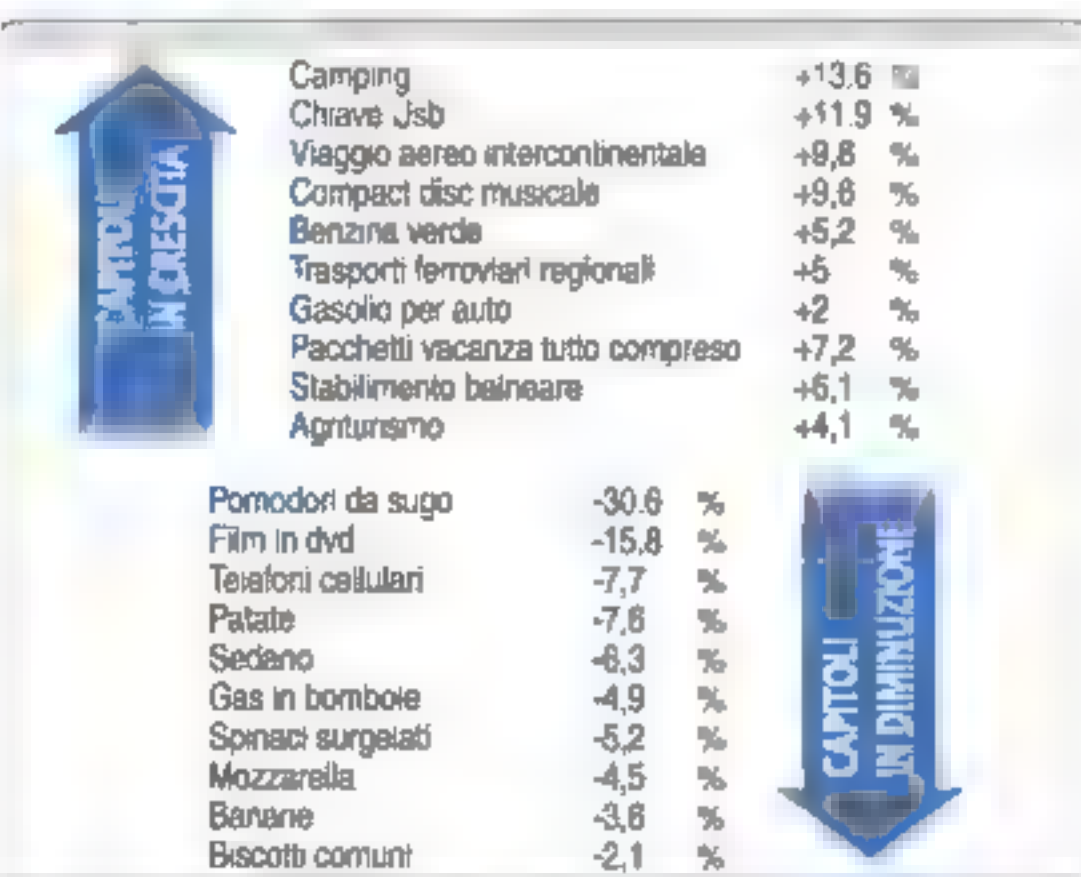 CAPITOLI
IN CRESCITA
Camping +13.6 %
Chiave Usb +11.9 %
Viaggio aereo intercontinentale +9,8 %
Compact disc musicale +9,6 %
Benzina verde +5,2 %
Trasporti ferroviari regionali +5 %
Gasolio per auto +2 %
Pacchetti vacanza tutto compreso +7,2 %
Stabilimento balneare %
Agriturismo +4,1 %
Pomodori da sugo -30.6 %
Film in dvd -15,8 %
Telefoni cellulari -7,7 %
Patate -7,6 %
Sedano -6,3 %
Gas in bombole -4,9 %
Spinaci surgelati -5,2 %
Mozzarella -4,5 %
Banane -3,6 %
Biscotti comuni -2,1 %
CAPITOLI
IN DIMINUZIONE